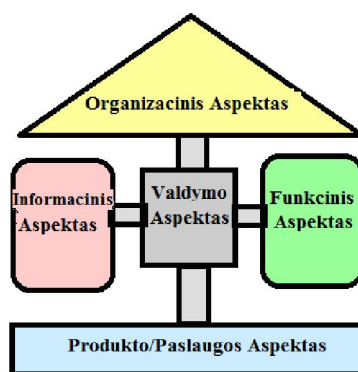 Organizacinis Aspektas
Informacinis
Aspektas
Valdymo
Aspektas
Funkcinis
Aspektas
Produkto/Paslaugos Aspektas